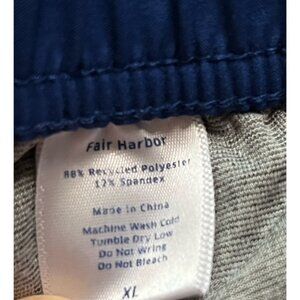 Fair Harbor
88% Recycled Polyester
12% Spandex
Made in China
Machine Wash Cold
Tumble Dry Low
Do Not Wring
Do Not Bleach
XL